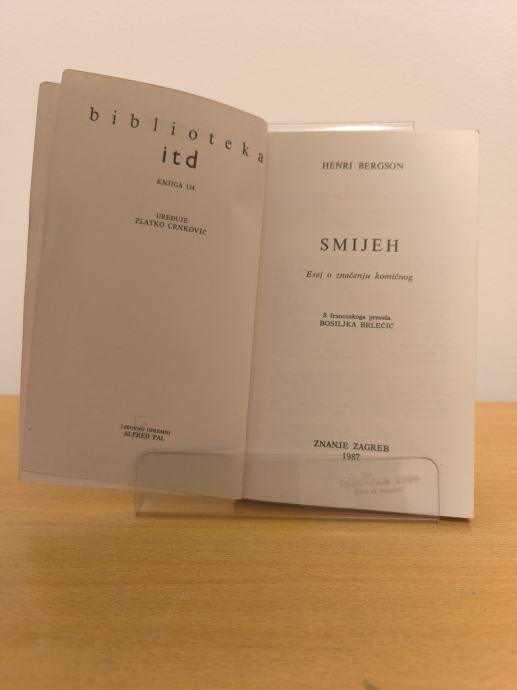 biblioteka
itd
KNJIGA 134.
UREĐUJE
ZLATKO CRNKOVIĆ
LIKOVNO OPREMIO
ALFRED PAL
HENRI BERGSON
SMIJEH
Esej o značenju komičnog
S francuskoga prevela
BOSILJKA BRLEČIĆ
ZNANJE ZAGREB
1987